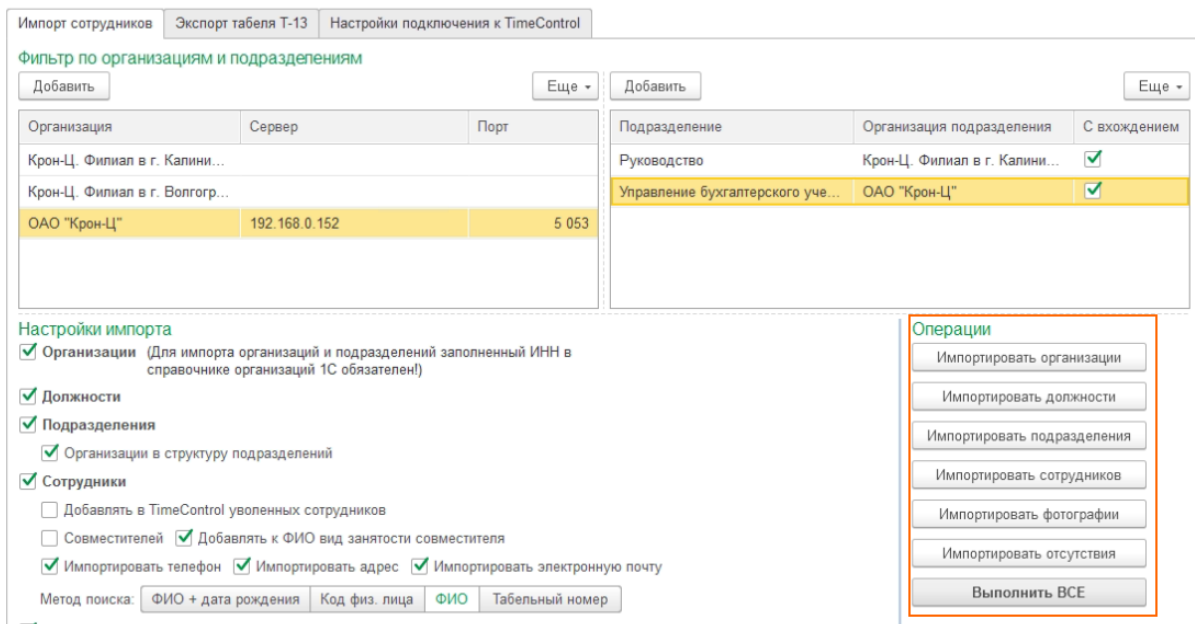 Импорт сотрудников Экспорт табеля Т-13 Настройки подключения к TimeControl
Фильтр по организациям и подразделениям
Добавить Еще
Организация Сервер Порт
Крон-Ц. Филиал в г. Калини...
Крон-Ц. Филиал в г. Волгогр...
ОАО "Крон-Ц" 192.168.0.152 5 053
Добавить Еще
Подразделение Организация подразделения С вхождением
Руководство Крон-Ц. Филиал в г. Калини...
Управление бухгалтерского уче... ОАО "Крон-Ц"
Настройки импорта
Организации (Для импорта организаций и подразделений заполненный ИНН в
справочнике организаций 1С обязателен!)
Должности
Подразделения
Организации в структуру подразделений
Сотрудники
Добавлять в TimeControl уволенных сотрудников
Совместителей Добавлять к ФИО вид занятости совместителя
Импортировать телефон Импортировать адрес Импортировать электронную почту
Метод поиска: ФИО + дата рождения Код физ. лица ФИО Табельный номер
Операции
Импортировать организации
Импортировать должности
Импортировать подразделения
Импортировать сотрудников
Импортировать фотографии
Импортировать отсутствия
Выполнить ВСЕ